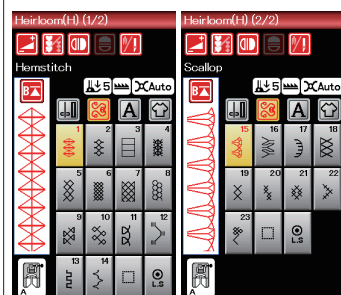 Heirloom(H) (1/2)
Hemstitch
5
Auto
B
A
1 2 3 4
5 6 7 8
9 10 11 12
13 14
L.S
A
Heirloom(H) (2/2)
Scallop
5
Auto
B
A
15 16 17 18
19 20 21 22
23
L.S
A